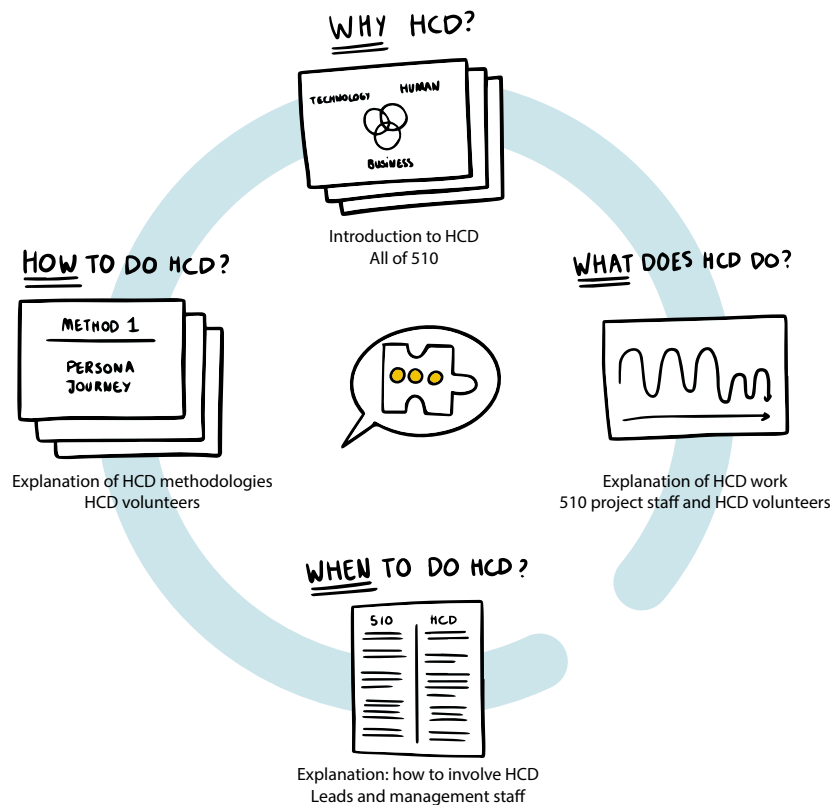 WHY HCD?
TECHNOLOGY
HUMAN
BUSINESS
Introduction to HCD
All of 510
HOW TO DO HCD?
METHOD 1
PERSONA
JOURNEY
Explanation of HCD methodologies
HCD volunteers
WHAT DOES HCD DO?
Explanation of HCD work
510 project staff and HCD volunteers
WHEN TO DO HCD?
510
HCD
Explanation: how to involve HCD
Leads and management staff